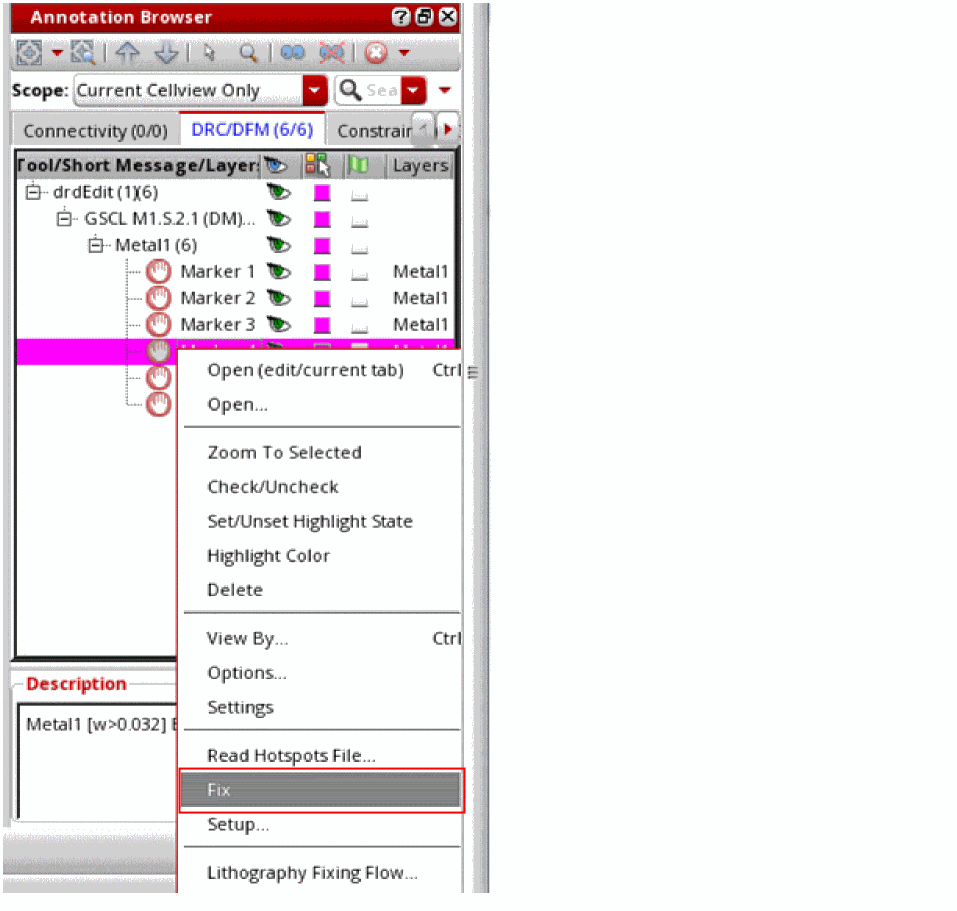 Annotation Browser
Scope: Current Cellview Only Sea
Connectivity (0/0) DRC/DFM (6/6) Constrair
Tool/Short Message/Layer: Layers
drdEdit (1)(6)
GSCL M1.S.2.1 (DM)...
Metal1 (6)
Marker 1 Metal1
Marker 2 Metal1
Marker 3 Metal1
Open (edit/current tab) Ctrl
Open...
Zoom To Selected
Check/Uncheck
Set/Unset Highlight State
Highlight Color
Delete
View By... Ctrl
Options...
Settings
Description
Metal1 [w>0.032]
Read Hotspots File...
Fix
Setup...
Lithography Fixing Flow...